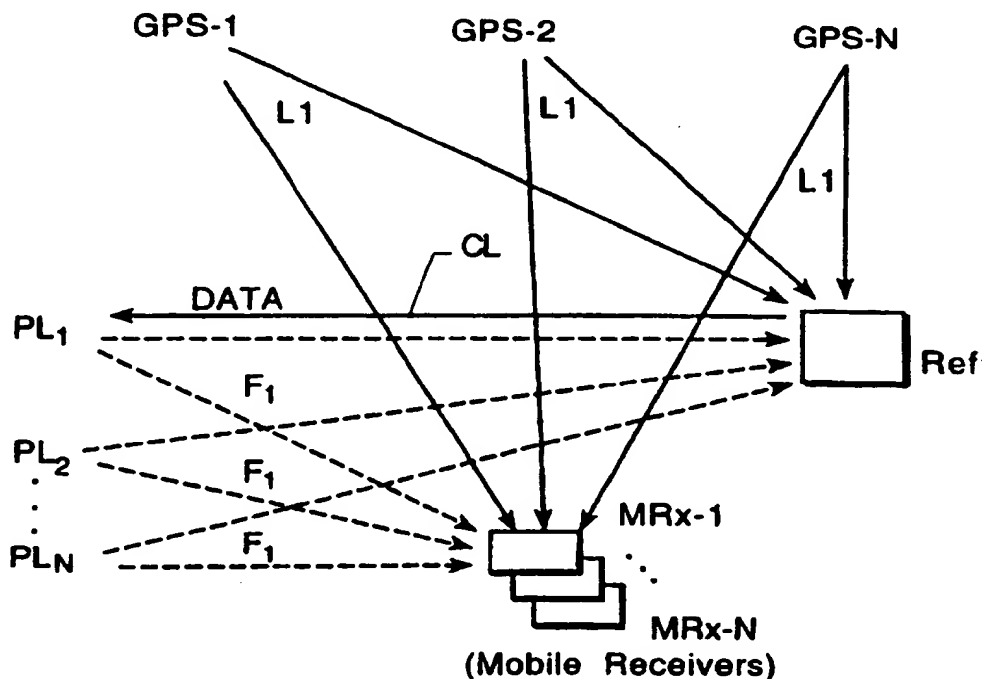 GPS-1
GPS-2
GPS-N
L1
L1
L1
CL
DATA
PL1
Ref
F1
PL2
F1
MRx-1
PLN
F1
MRx-N
(Mobile Receivers)